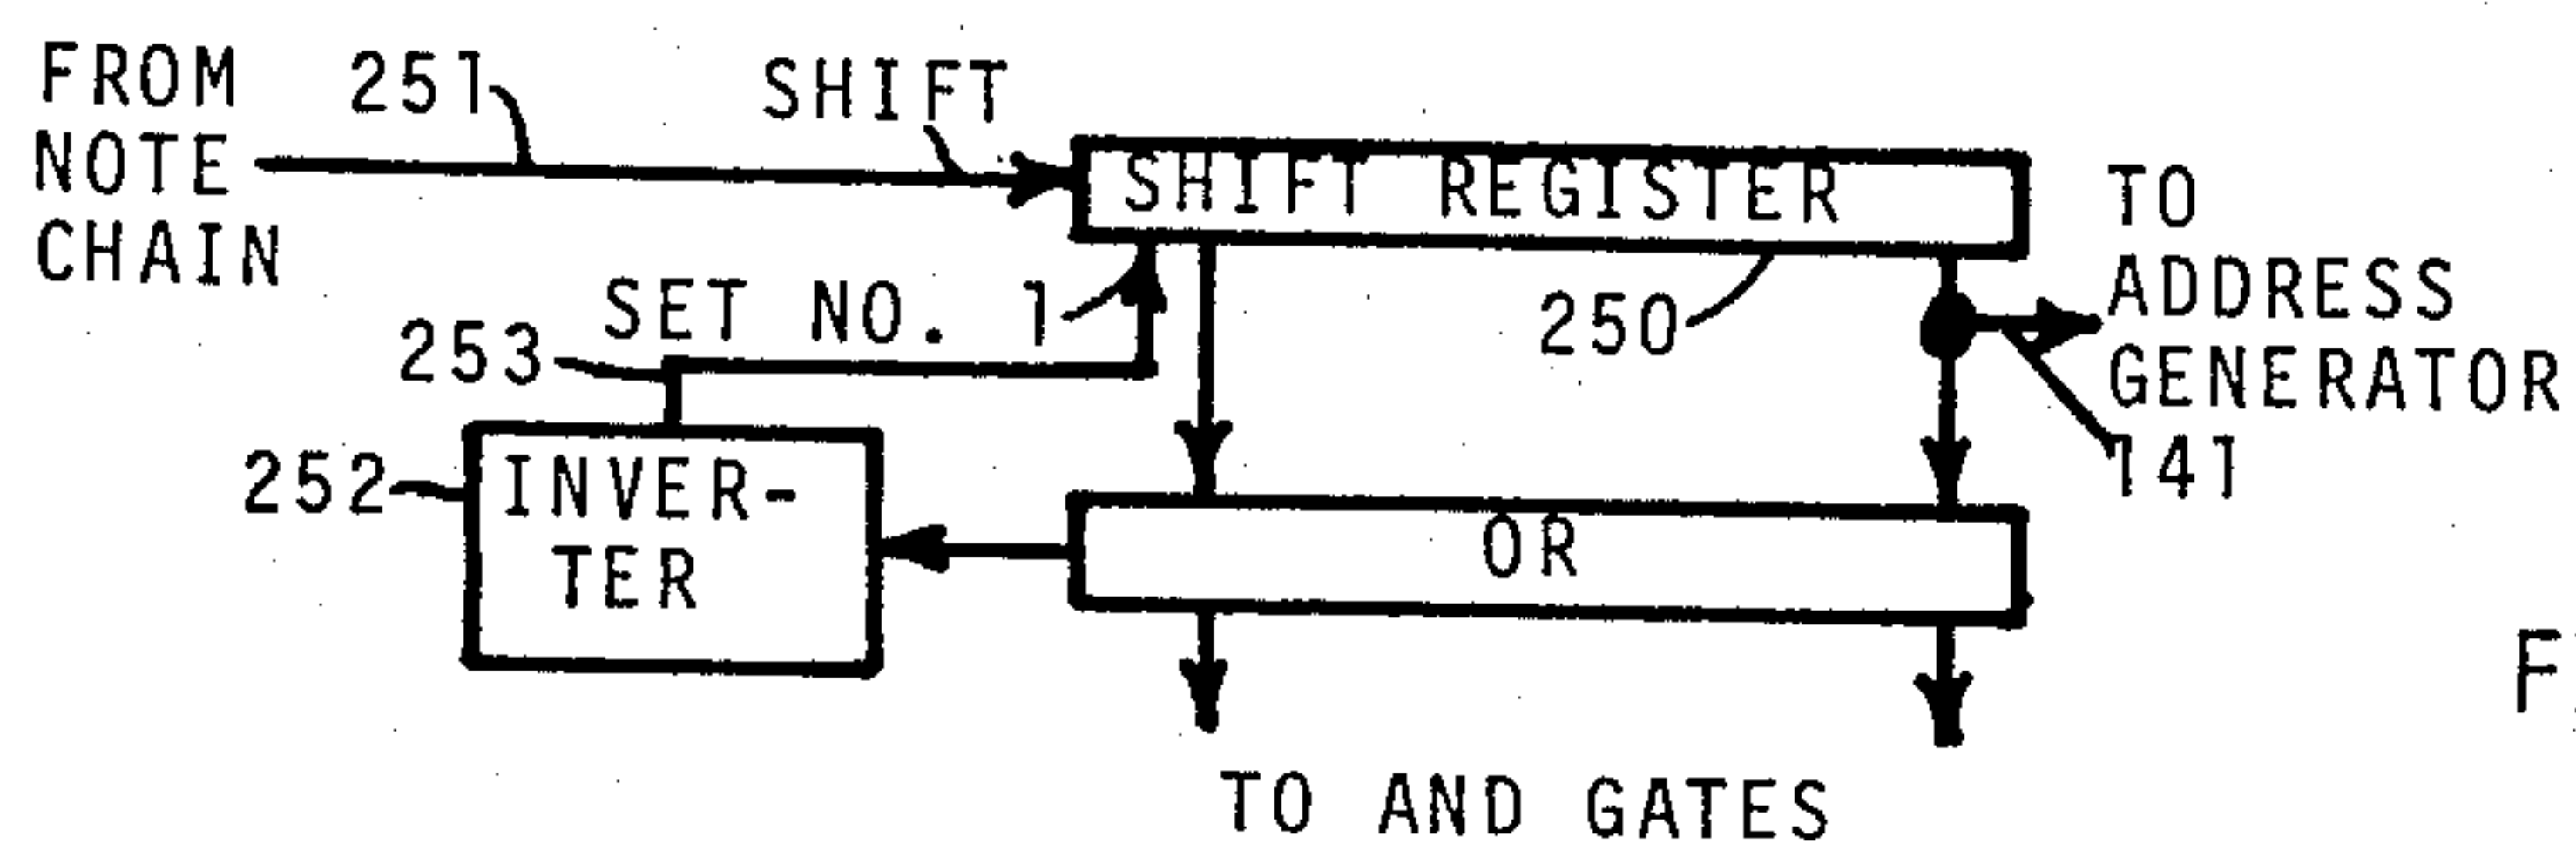 FROM
NOTE
CHAIN
251
SHIFT
SHIFT REGISTER
TO
ADDRESS
GENERATOR
141
SET NO. 1
250
253
252
INVER-
TER
OR
TO AND GATES